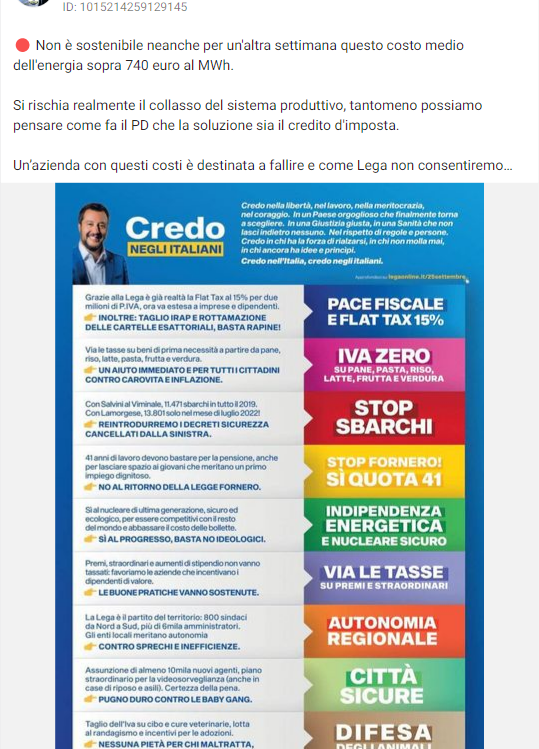 ID: 1015214259129145
🔴 Non è sostenibile neanche per un'altra settimana questo costo medio
dell'energia sopra 740 euro al MWh.
Si rischia realmente il collasso del sistema produttivo, tantomeno possiamo
pensare come fa il PD che la soluzione sia il credito d'imposta.
Un'azienda con questi costi è destinata a fallire e come Lega non consentiremo…
Credo
NEGLI ITALIANI
Credo nella libertà, nel lavoro, nella meritocrazia,
nel coraggio. In un Paese orgoglioso che finalmente torna
a scegliere. In una Giustizia giusta, in una Sanità che non
lasci indietro nessuno. Nel rispetto di regole e persone.
Credo in chi ha la forza di rialzarsi, in chi non molla mai,
in chi ancora ha idee e principi.
Credo nell'Italia, credo negli italiani.
Approfondisci su legaonline.it/25settembre
Grazie alla Lega è già realtà la Flat Tax al 15% per due
milioni di P.IVA, ora va estesa a imprese e dipendenti.
👉 INOLTRE: TAGLIO IRAP E ROTTAMAZIONE
DELLE CARTELLE ESATTORIALI, BASTA RAPINE!
PACE FISCALE
E FLAT TAX 15%
Via le tasse su beni di prima necessità a partire da pane,
riso, latte, pasta, frutta e verdura.
👉 UN AIUTO IMMEDIATO E PER TUTTI I CITTADINI
CONTRO CAROVITA E INFLAZIONE.
IVA ZERO
SU PANE, PASTA, RISO,
LATTE, FRUTTA E VERDURA
Con Salvini al Viminale, 11.471 sbarchi in tutto il 2019.
Con Lamorgese, 13.801 solo nel mese di luglio 2022!
👉 REINTRODURREMO I DECRETI SICUREZZA
CANCELLATI DALLA SINISTRA.
STOP
SBARCHI
41 anni di lavoro devono bastare per la pensione, anche
per lasciare spazio ai giovani che meritano un primo
impiego dignitoso.
👉 NO AL RITORNO DELLA LEGGE FORNERO.
STOP FORNERO!
SÌ QUOTA 41
Sì al nucleare di ultima generazione, sicuro ed
ecologico, per essere competitivi con il resto
del mondo e abbassare il costo delle bollette.
👉 SÌ AL PROGRESSO, BASTA NO IDEOLOGICI.
INDIPENDENZA
ENERGETICA
E NUCLEARE SICURO
Premi, straordinari e aumenti di stipendio non vanno
tassati: favoriamo le aziende che incentivano i
dipendenti di valore.
👉 LE BUONE PRATICHE VANNO SOSTENUTE.
VIA LE TASSE
SU PREMI E STRAORDINARI
La Lega è il partito del territorio: 800 sindaci
da Nord a Sud, più di 6mila amministratori.
Gli enti locali meritano autonomia
👉 CONTRO SPRECHI E INEFFICIENZE.
AUTONOMIA
REGIONALE
Assunzione di almeno 10mila nuovi agenti, piano
straordinario per la videosorveglianza (anche in
case di riposo e asili). Certezza della pena.
👉 PUGNO DURO CONTRO LE BABY GANG.
CITTÀ
SICURE
Taglio dell'Iva su cibo e cure veterinarie, lotta
al randagismo e incentivi per le adozioni.
👉 NESSUNA PIETÀ PER CHI MALTRATTA,
DIFESA
DEGLI ANIMALI